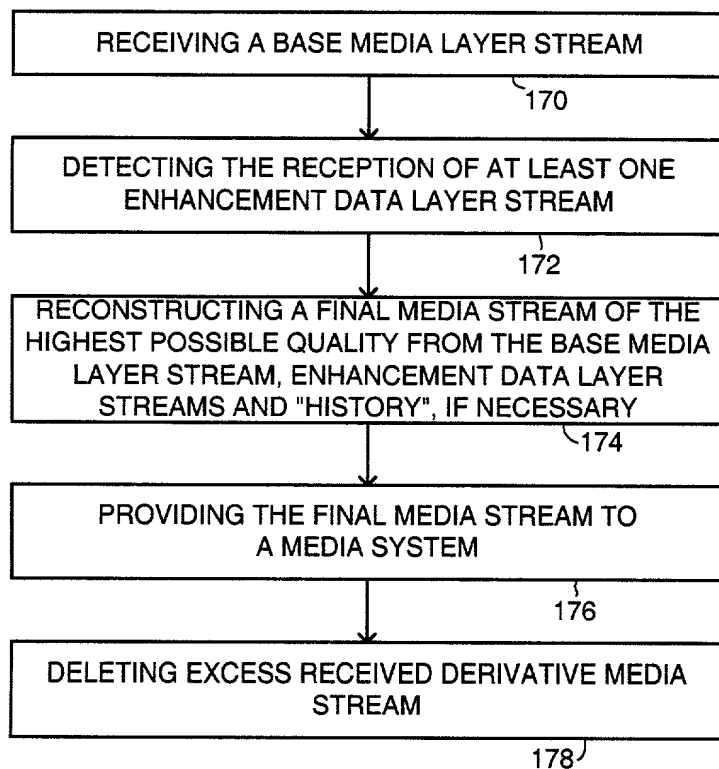 RECEIVING A BASE MEDIA LAYER STREAM
170
DETECTING THE RECEPTION OF AT LEAST ONE
ENHANCEMENT DATA LAYER STREAM
172
RECONSTRUCTING A FINAL MEDIA STREAM OF THE
HIGHEST POSSIBLE QUALITY FROM THE BASE MEDIA
LAYER STREAM, ENHANCEMENT DATA LAYER
STREAMS AND "HISTORY", IF NECESSARY
174
PROVIDING THE FINAL MEDIA STREAM TO
A MEDIA SYSTEM
176
DELETING EXCESS RECEIVED DERIVATIVE MEDIA
STREAM
178